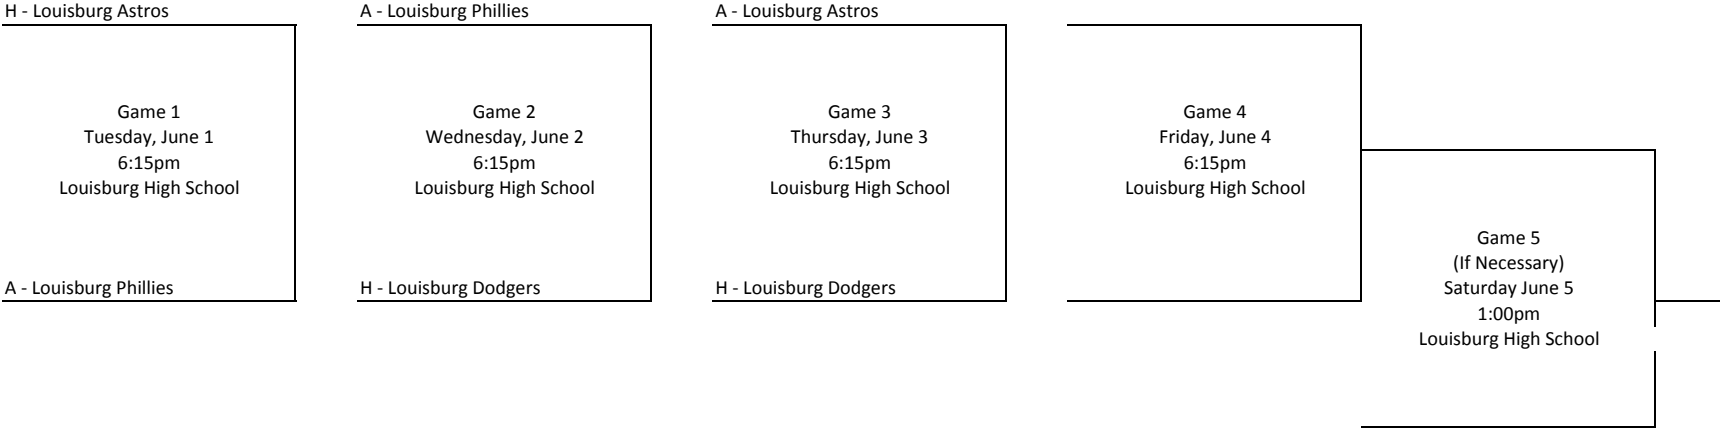 H - Louisburg Astros
Game 1
Tuesday, June 1
6:15pm
Louisburg High School
A - Louisburg Phillies
A - Louisburg Phillies
Game 2
Wednesday, June 2
6:15pm
Louisburg High School
H - Louisburg Dodgers
A - Louisburg Astros
Game 3
Thursday, June 3
6:15pm
Louisburg High School
H - Louisburg Dodgers
Game 4
Friday, June 4
6:15pm
Louisburg High School
Game 5
(If Necessary)
Saturday June 5
1:00pm
Louisburg High School